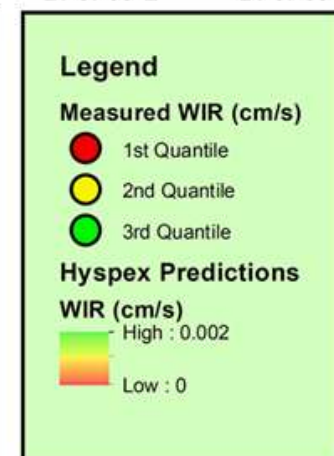 Legend
Measured WIR (cm/s)
1st Quantile
2nd Quantile
3rd Quantile
Hyspex Predictions
WIR (cm/s)
High : 0.002
Low : 0